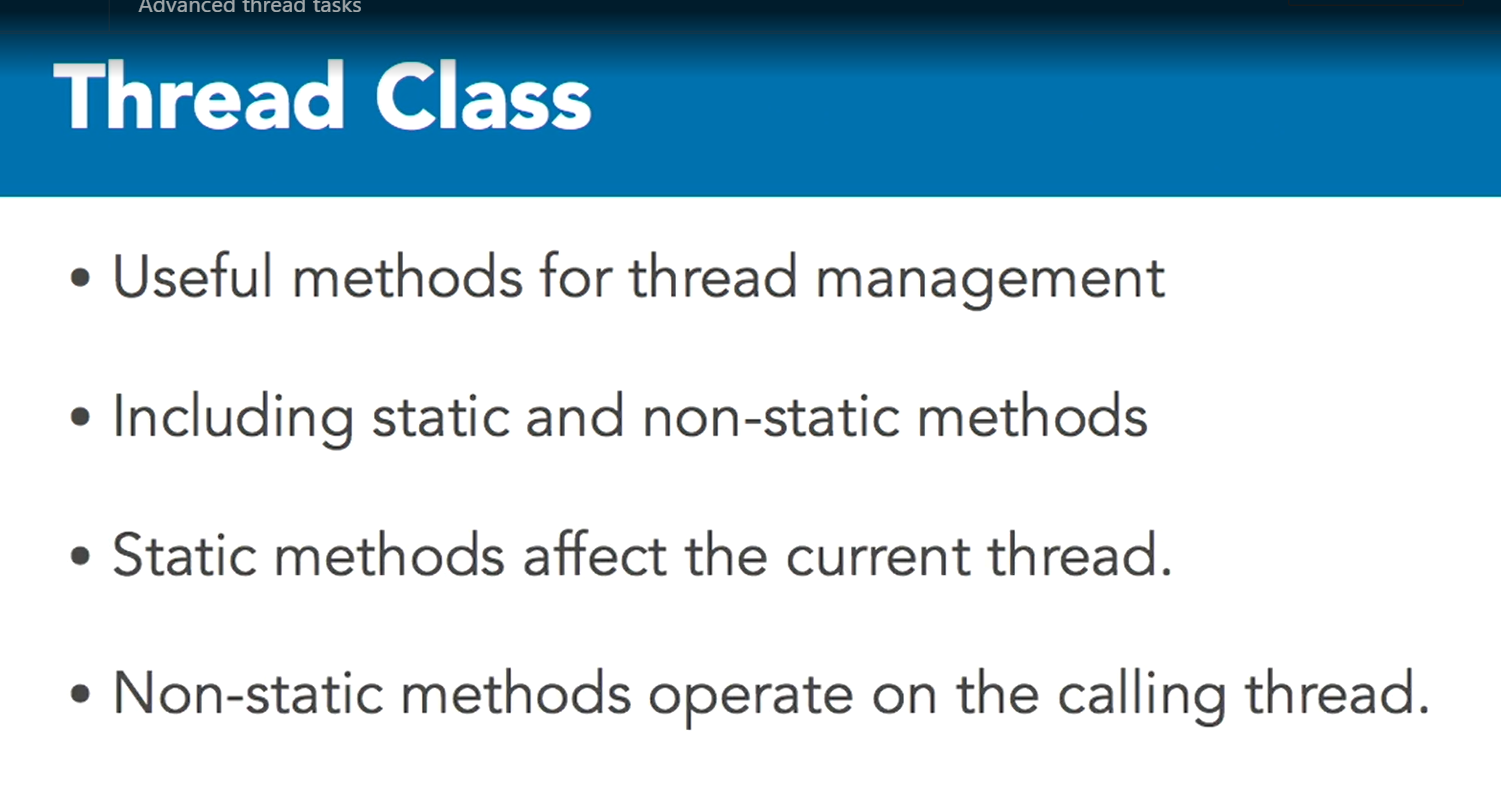 Advanced thread tasks
Thread Class
• Useful methods for thread management
• Including static and non-static methods
• Static methods affect the current thread.
• Non-static methods operate on the calling thread.